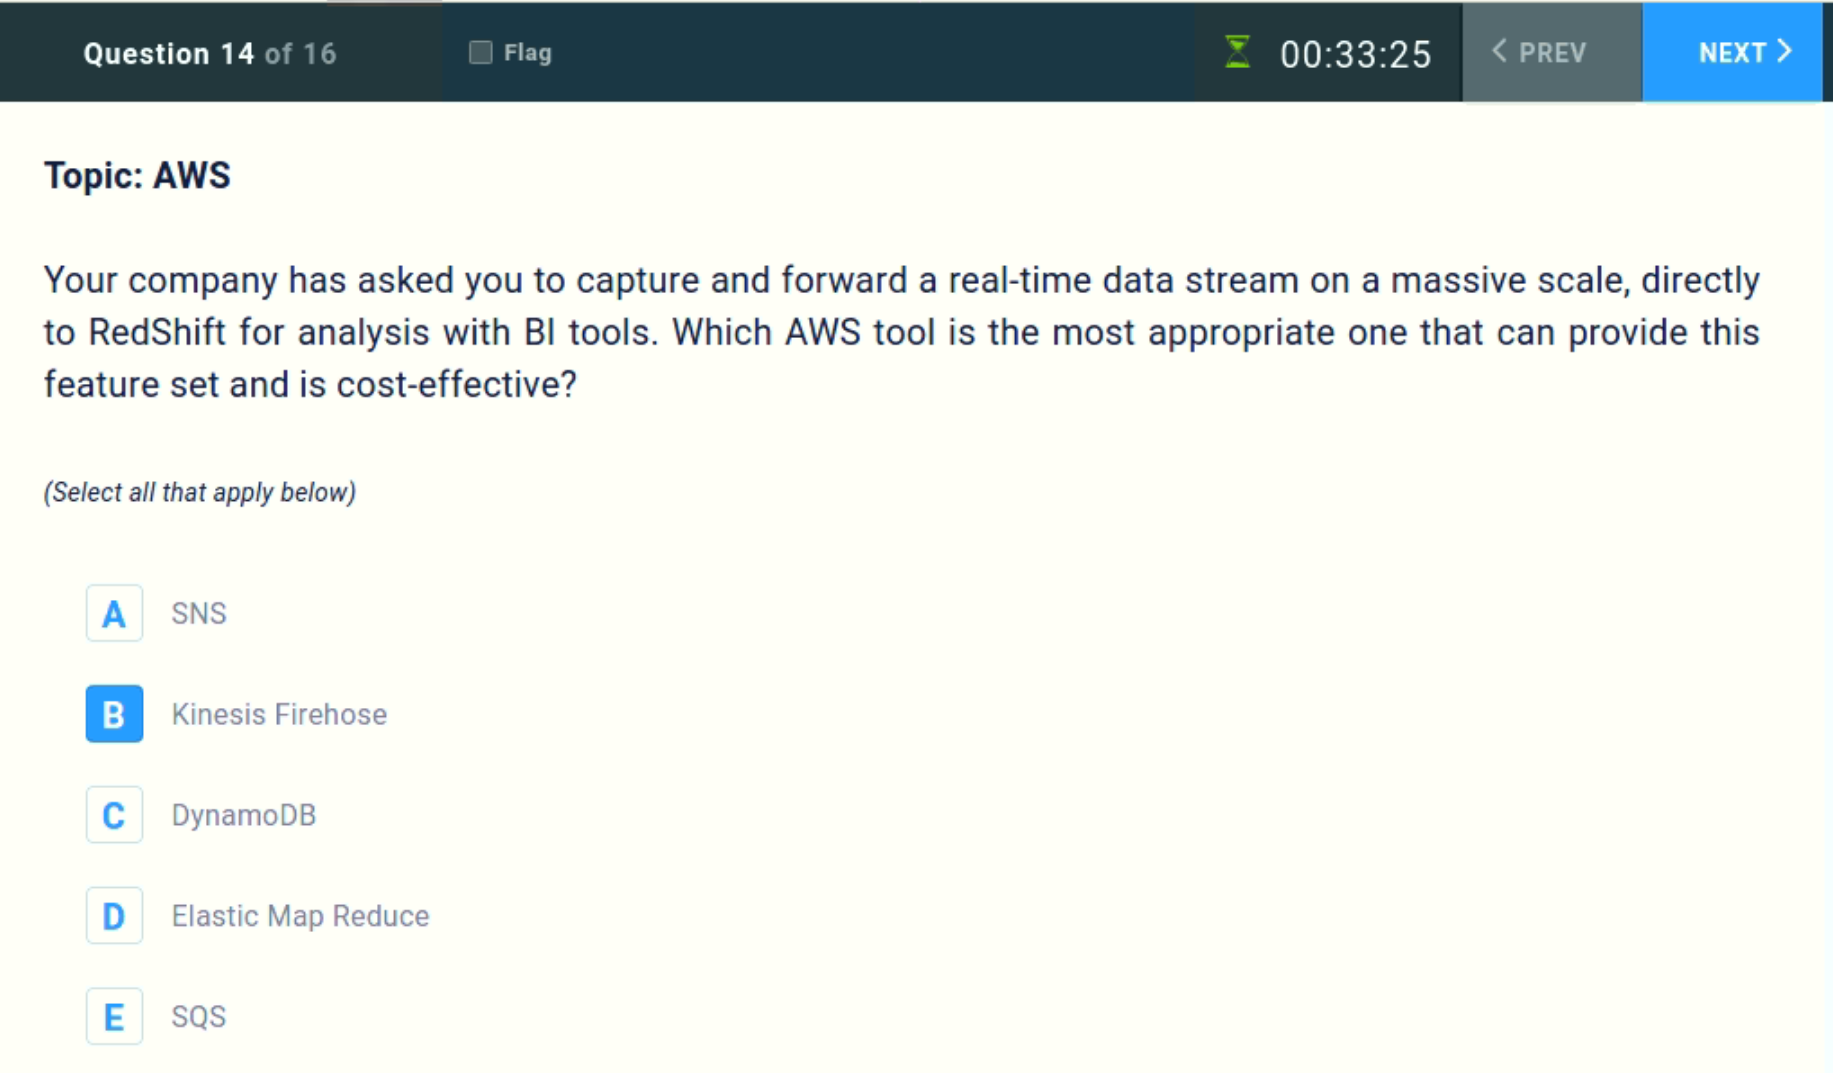 Question 14 of 16
Flag
00:33:25
< PREV
NEXT >
Topic: AWS
Your company has asked you to capture and forward a real-time data stream on a massive scale, directly
to RedShift for analysis with BI tools. Which AWS tool is the most appropriate one that can provide this
feature set and is cost-effective?
(Select all that apply below)
A SNS
B Kinesis Firehose
C DynamoDB
D Elastic Map Reduce
E SQS